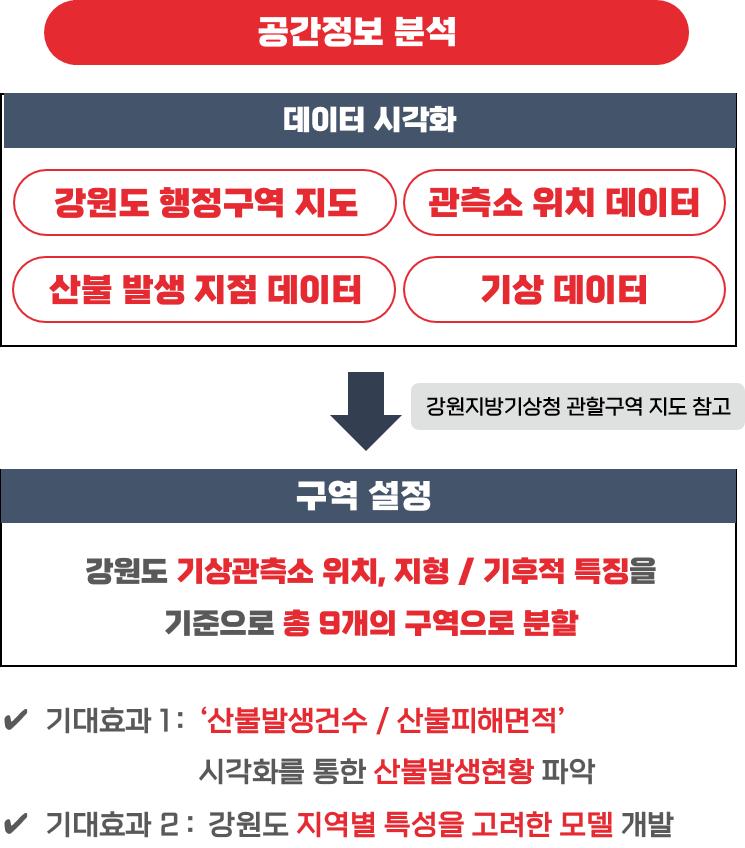 공간정보 분석
데이터 시각화
강원도 행정구역 지도
관측소 위치 데이터
산불 발생 지점 데이터
기상 데이터
강원지방기상청 관할구역 지도 참고
구역 설정
강원도 기상관측소 위치, 지형 / 기후적 특징을
기준으로 총 9개의 구역으로 분할
✔ 기대효과 1 : ‘산불발생건수 / 산불피해면적’
시각화를 통한 산불발생현황 파악
✔ 기대효과 2 : 강원도 지역별 특성을 고려한 모델 개발